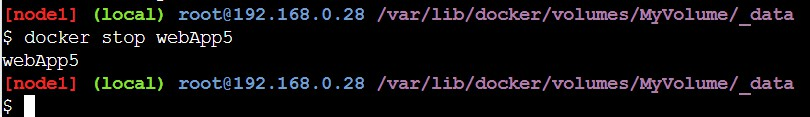 [node1] (local) root@192.168.0.28 /var/lib/docker/volumes/MyVolume/_data
$ docker stop webApp5
webApp5
[node1] (local) root@192.168.0.28 /var/lib/docker/volumes/MyVolume/_data
$